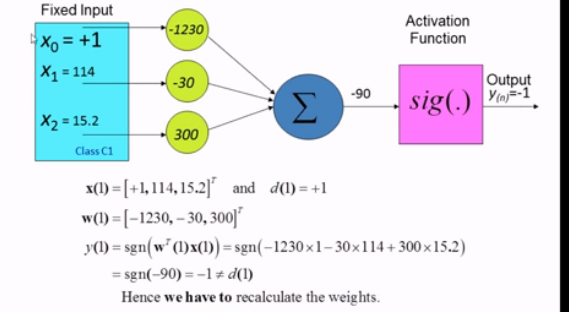 Fixed Input
X0 = +1
X1 = 114
X2 = 15.2
Class C1
-1230
-30
300
Σ
-90
Activation
Function
sig(.)
Output
y(n)=-1
x(1) = [+1,114,15.2]^T and d(1) = +1
w(1) = [-1230, -30, 300]^T
y(1) = sgn(w^T(1)x(1)) = sgn(-1230×1-30×114+300×15.2)
= sgn(-90) = -1 ≠ d(1)
Hence we have to recalculate the weights.